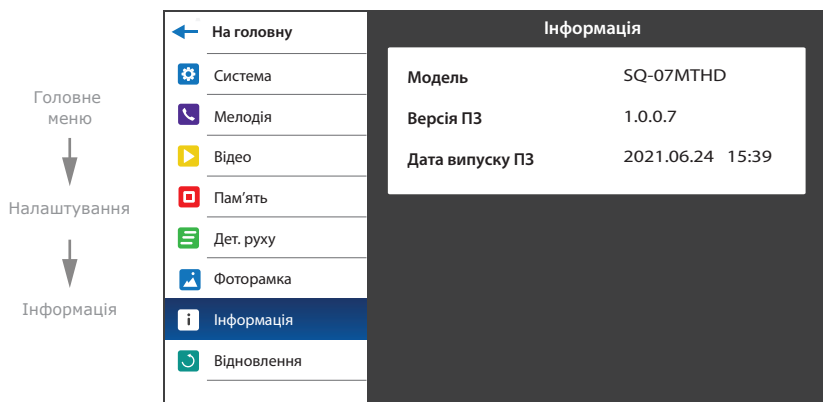 Головне
меню
Налаштування
Інформація
На головну
Система
Мелодія
Відео
Пам’ять
Дет. руху
Фоторамка
Інформація
Відновлення
Інформація
Модель SQ-07MTHD
Версія ПЗ 1.0.0.7
Дата випуску ПЗ 2021.06.24 15:39